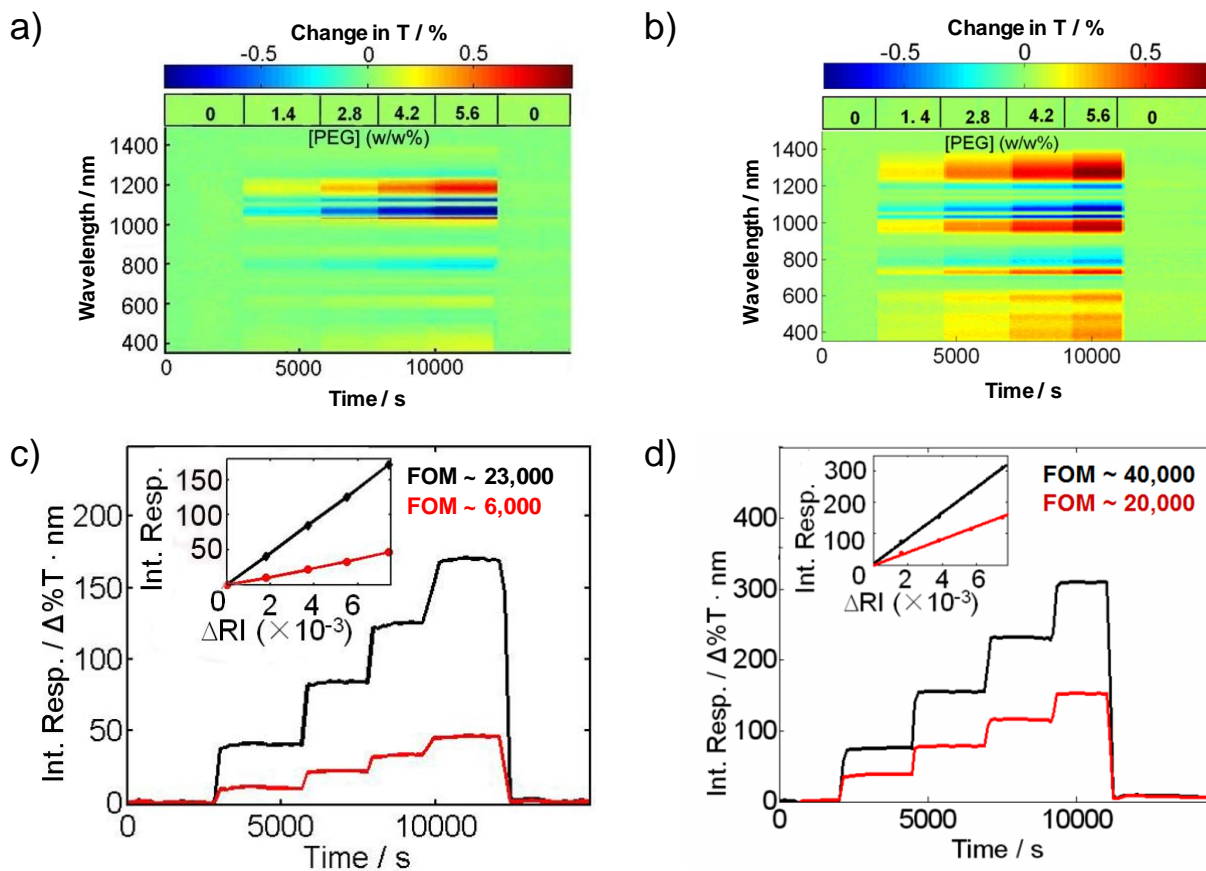 a)
Change in T / %
-0.5 0 0.5
0 1.4 2.8 4.2 5.6 0
[PEG] (w/w%)
1400
1200
1000
800
600
400
Wavelength / nm
0 5000 10000
Time / s
b)
Change in T / %
-0.5 0 0.5
0 1. 4 2.8 4.2 5.6 0
[PEG] (w/w%)
1400
1200
1000
800
600
400
Wavelength / nm
0 5000 10000
Time / s
c)
FOM ~ 23,000
FOM ~ 6,000
150
100
50
Int. Resp.
0 2 4 6
ΔRI (×10-3)
200
150
100
50
0
Int. Resp. / Δ%T · nm
0 5000 10000
Time / s
d)
FOM ~ 40,000
FOM ~ 20,000
300
200
100
0
Int. Resp.
0 2 4 6
ΔRI (×10-3)
400
300
200
100
000
Int. Resp. / Δ%T · nm
0 5000 10000
Time / s